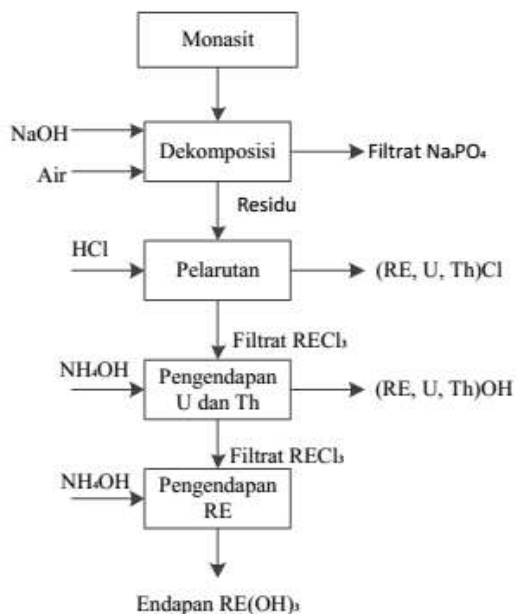 Monasit
NaOH
Air
Dekomposisi
Filtrat Na₃PO₄
Residu
HCl
Pelarutan
(RE, U, Th)Cl
Filtrat RECl₃
NH₄OH
Pengendapan
U dan Th
(RE, U, Th)OH
Filtrat RECl₃
NH₄OH
Pengendapan
RE
Endapan RE(OH)₃